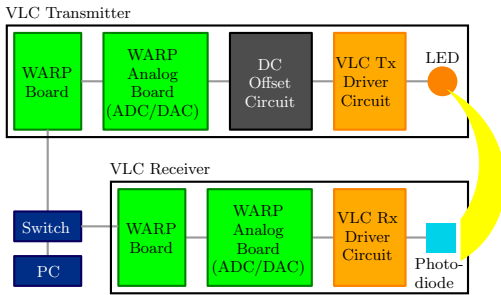 VLC Transmitter
WARP
Board
WARP
Analog
Board
(ADC/DAC)
DC
Offset
Circuit
VLC Tx
Driver
Circuit
LED
VLC Receiver
WARP
Board
WARP
Analog
Board
(ADC/DAC)
VLC Rx
Driver
Circuit
Photo-
diode
Switch
PC